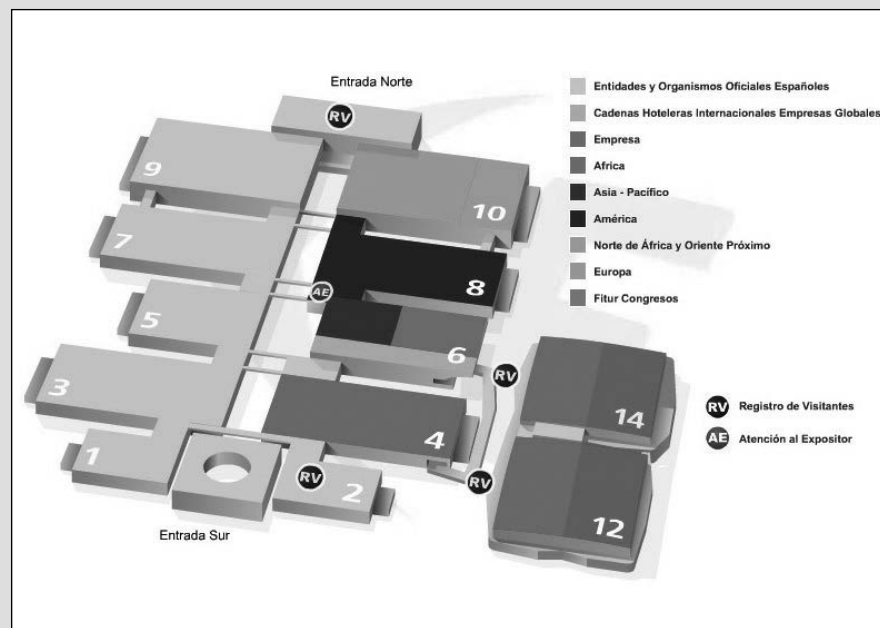 Entrada Norte
RV
9
10
7
8
AE
5
6
RV
3
14
4
1
RV
2
RV
12
Entrada Sur
Entidades y Organismos Oficiales Españoles
Cadenas Hoteleras Internacionales Empresas Globales
Empresa
Africa
Asia - Pacífico
América
Norte de África y Oriente Próximo
Europa
Fitur Congresos
RV Registro de Visitantes
AE Atención al Expositor